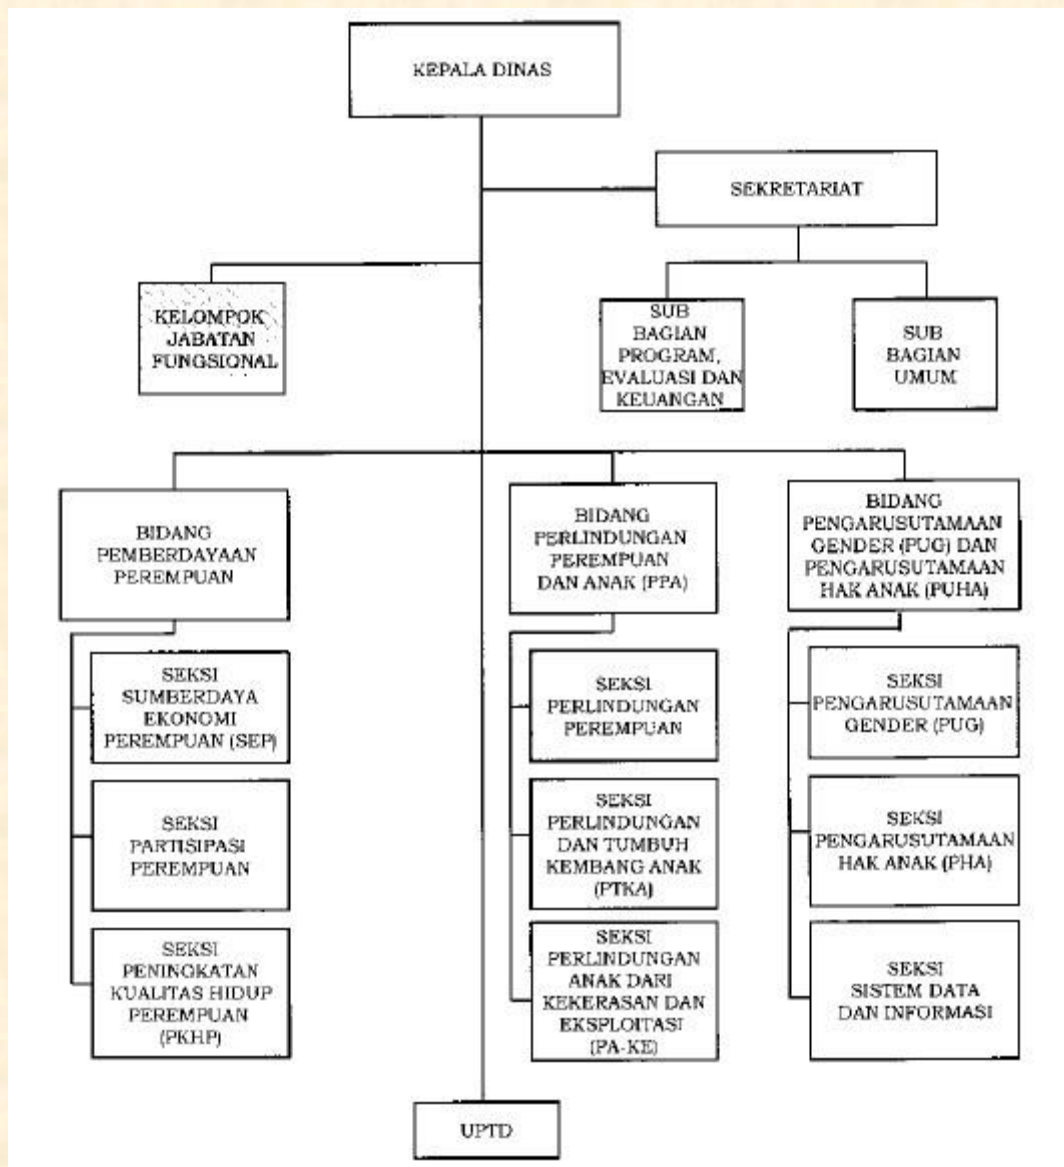 KEPALA DINAS
SEKRETARIAT
KELOMPOK
JABATAN
FUNGSIONAL
SUB
BAGIAN
PROGRAM,
EVALUASI DAN
KEUANGAN
SUB
BAGIAN
UMUM
BIDANG
PEMBERDAYAAN
PEREMPUAN
BIDANG
PERLINDUNGAN
PEREMPUAN
DAN ANAK (PPA)
BIDANG
PENGARUSUTAMAAN
GENDER (PUG) DAN
PENGARUSUTAMAAN
HAK ANAK (PUHA)
SEKSI
SUMBERDAYA
EKONOMI
PEREMPUAN (SEP)
SEKSI
PARTISIPASI
PEREMPUAN
SEKSI
PENINGKATAN
KUALITAS HIDUP
PEREMPUAN
(PKHP)
SEKSI
PERLINDUNGAN
PEREMPUAN
SEKSI
PERLINDUNGAN
DAN TUMBUH
KEMBANG ANAK
(PTKA)
SEKSI
PERLINDUNGAN
ANAK DARI
KEKERASAN DAN
EKSPLOITASI
(PA-KE)
SEKSI
PENGARUSUTAMAAN
GENDER (PUG)
SEKSI
PENGARUSUTAMAAN
HAK ANAK (PHA)
SEKSI
SISTEM DATA
DAN INFORMASI
UPTD